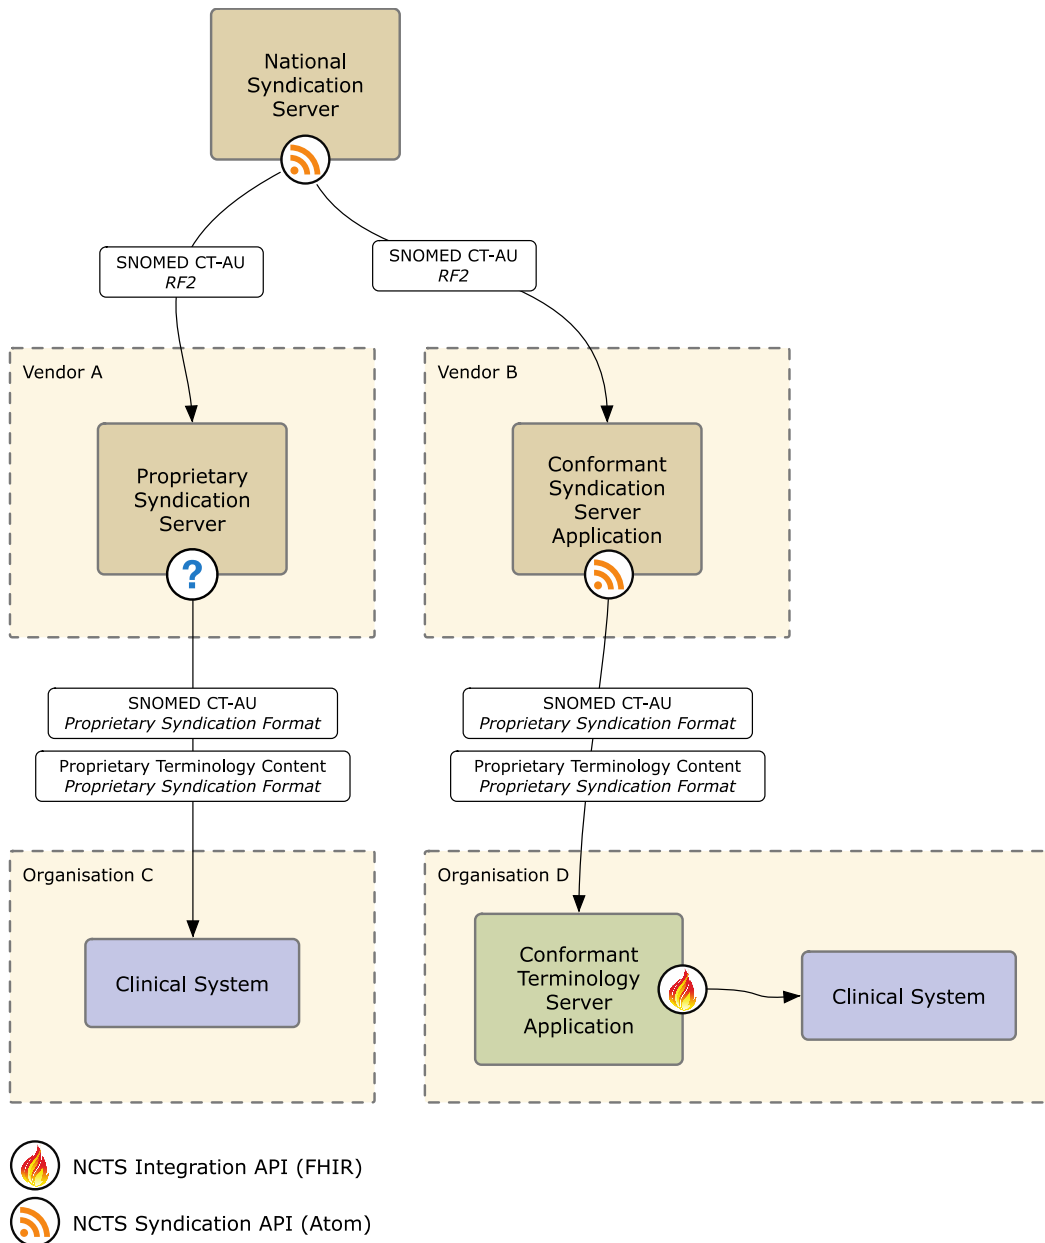 National
Syndication
Server
SNOMED CT-AU
RF2
SNOMED CT-AU
RF2
Vendor A
Proprietary
Syndication
Server
?
Vendor B
Conformant
Syndication
Server
Application
SNOMED CT-AU
Proprietary Syndication Format
Proprietary Terminology Content
Proprietary Syndication Format
SNOMED CT-AU
Proprietary Syndication Format
Proprietary Terminology Content
Proprietary Syndication Format
Organisation C
Clinical System
Organisation D
Conformant
Terminology
Server
Application
Clinical System
NCTS Integration API (FHIR)
NCTS Syndication API (Atom)